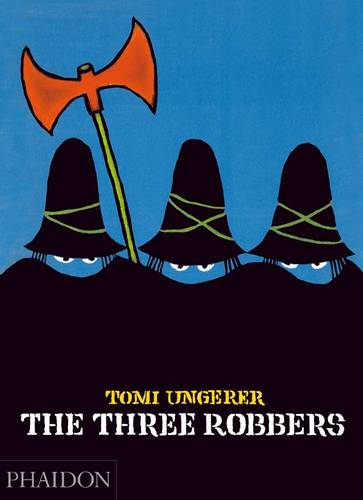 TOMI UNGERER
THE THREE ROBBERS
PHAIDON